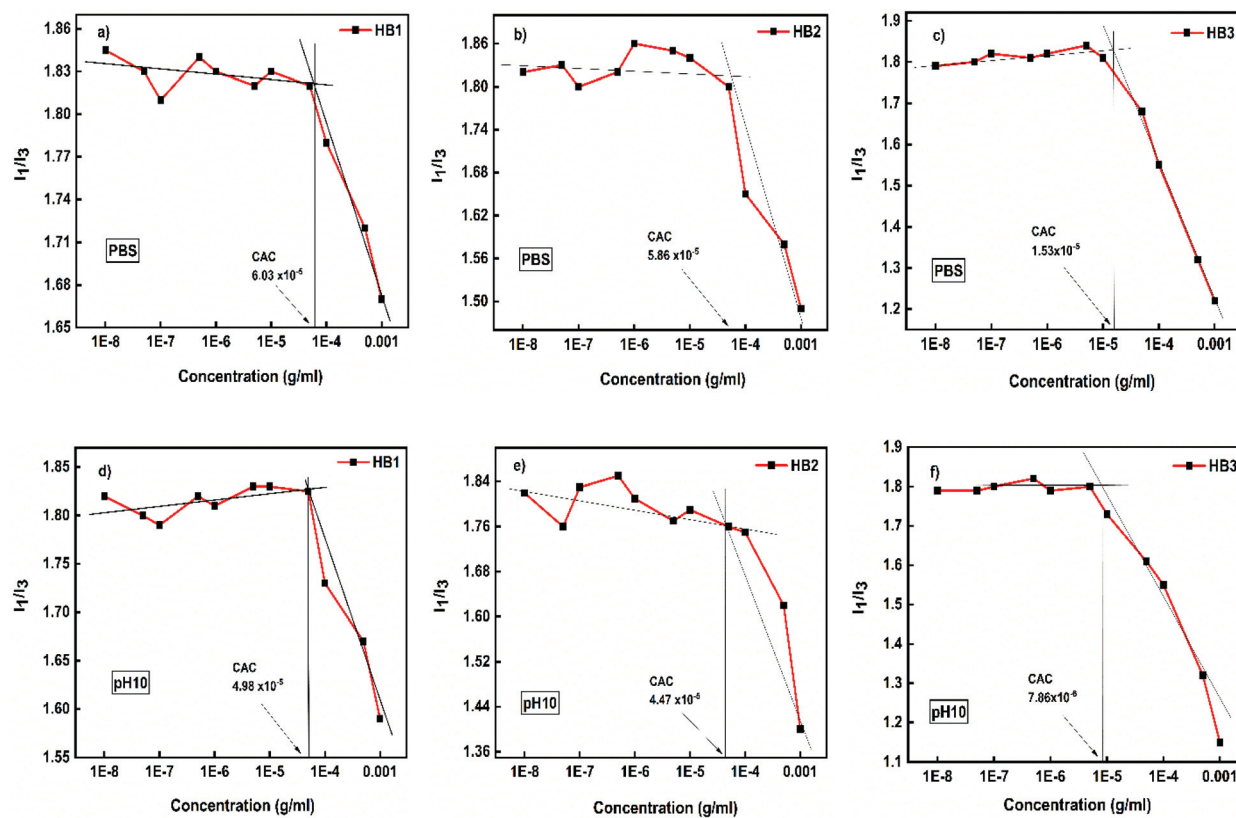 a)
HB1
1.86
1.83
1.80
1.77
1.74
1.71
1.68
1.65
I₁/I₃
PBS
CAC
6.03 x10⁻⁵
1E-8 1E-7 1E-6 1E-5 1E-4 0.001
Concentration (g/ml)
b)
HB2
1.86
1.80
1.74
1.68
1.62
1.56
1.50
I₁/I₃
PBS
CAC
5.86 x10⁻⁵
1E-8 1E-7 1E-6 1E-5 1E-4 0.001
Concentration (g/ml)
c)
HB3
1.9
1.8
1.7
1.6
1.5
1.4
1.3
1.2
I₁/I₃
PBS
CAC
1.53x10⁻⁵
1E-8 1E-7 1E-6 1E-5 1E-4 0.001
Concentration (g/ml)
d)
HB1
1.85
1.80
1.75
1.70
1.65
1.60
1.55
I₁/I₃
pH10
CAC
4.98 x10⁻⁵
1E-8 1E-7 1E-6 1E-5 1E-4 0.001
Concentration (g/ml)
e)
HB2
1.84
1.76
1.68
1.60
1.52
1.44
1.36
I₁/I₃
pH10
CAC
4.47 x10⁻⁵
1E-8 1E-7 1E-6 1E-5 1E-4 0.001
Concentration (g/ml)
f)
HB3
1.9
1.8
1.7
1.6
1.5
1.4
1.3
1.2
1.1
I₁/I₃
pH10
CAC
7.86x10⁻⁶
1E-8 1E-7 1E-6 1E-5 1E-4 0.001
Concentration (g/ml)